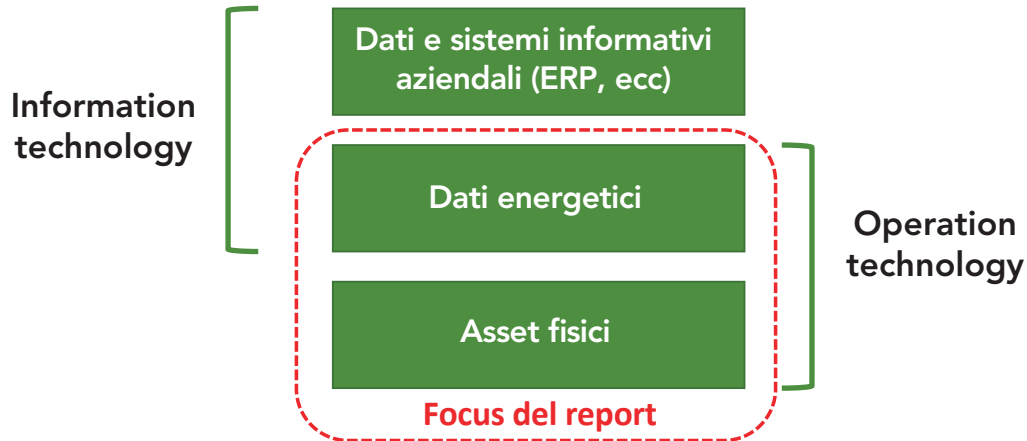 Dati e sistemi informativi
aziendali (ERP, ecc)
Information
technology
Dati energetici
Operation
technology
Asset fisici
Focus del report